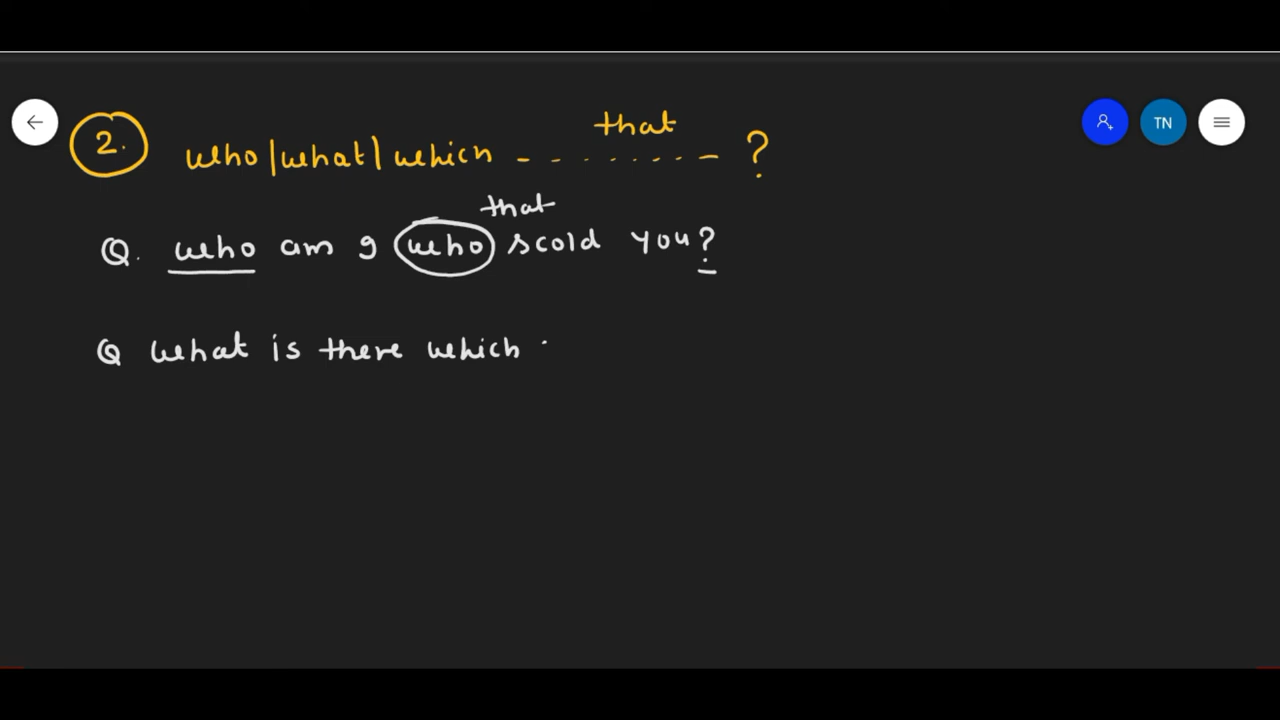 that
2. who/what/which - - - - - - - - - ?
that
Q. who am I who scold you?
Q what is there which
TN